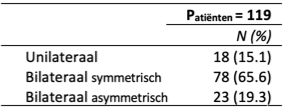 Patiënten = 119
N (%)
Unilateraal 18 (15.1)
Bilateraal symmetrisch 78 (65.6)
Bilateraal asymmetrisch 23 (19.3)